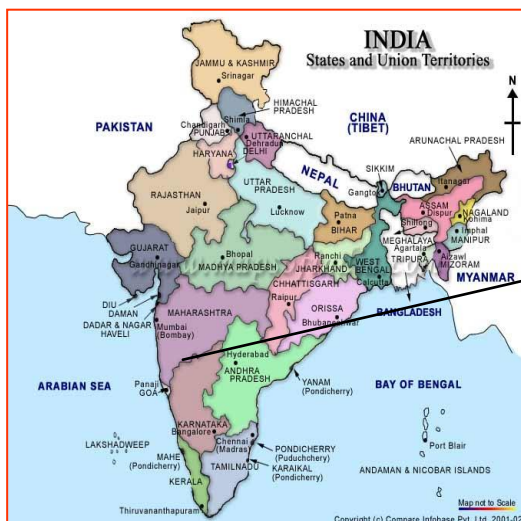 INDIA
States and Union Territories
N
JAMMU & KASHMIR
Srinagar
HIMACHAL
PRADESH
Shimla
Chandigarh
PUNJAB
PAKISTAN
CHINA
(TIBET)
UTTARANCHAL
Dehradun
HARYANA
DELHI
ARUNACHAL PRADESH
Itanagar
SIKKIM
Gangtok
BHUTAN
NEPAL
RAJASTHAN
Jaipur
UTTAR
PRADESH
Lucknow
ASSAM
Dispur
NAGALAND
Kohima
Shillong
MEGHALAYA
Imphal
MANIPUR
Patna
BIHAR
Agartala
TRIPURA
Aizawl
MIZORAM
GUJARAT
Gandhinagar
Bhopal
MADHYA PRADESH
Ranchi
JHARKHAND
WEST
BENGAL
Calcutta
MYANMAR
CHHATTISGARH
Raipur
ORISSA
Bhubaneshwar
BANGLADESH
DIU
DAMAN
DADAR & NAGAR
HAVELI
MAHARASHTRA
Mumbai
(Bombay)
Hyderabad
ANDHRA
PRADESH
YANAM
(Pondicherry)
ARABIAN SEA
BAY OF BENGAL
Panaji
GOA
KARNATAKA
Bangalore
Chennai
(Madras)
PONDICHERRY
(Puduchchery)
LAKSHADWEEP
MAHE
(Pondicherry)
TAMILNADU
KARAIKAL
(Pondicherry)
KERALA
Thiruvananthapuram
Port Blair
ANDAMAN & NICOBAR ISLANDS
Map not to Scale
Copyright (c) Compare Infobase Pvt. Ltd. 2001-02